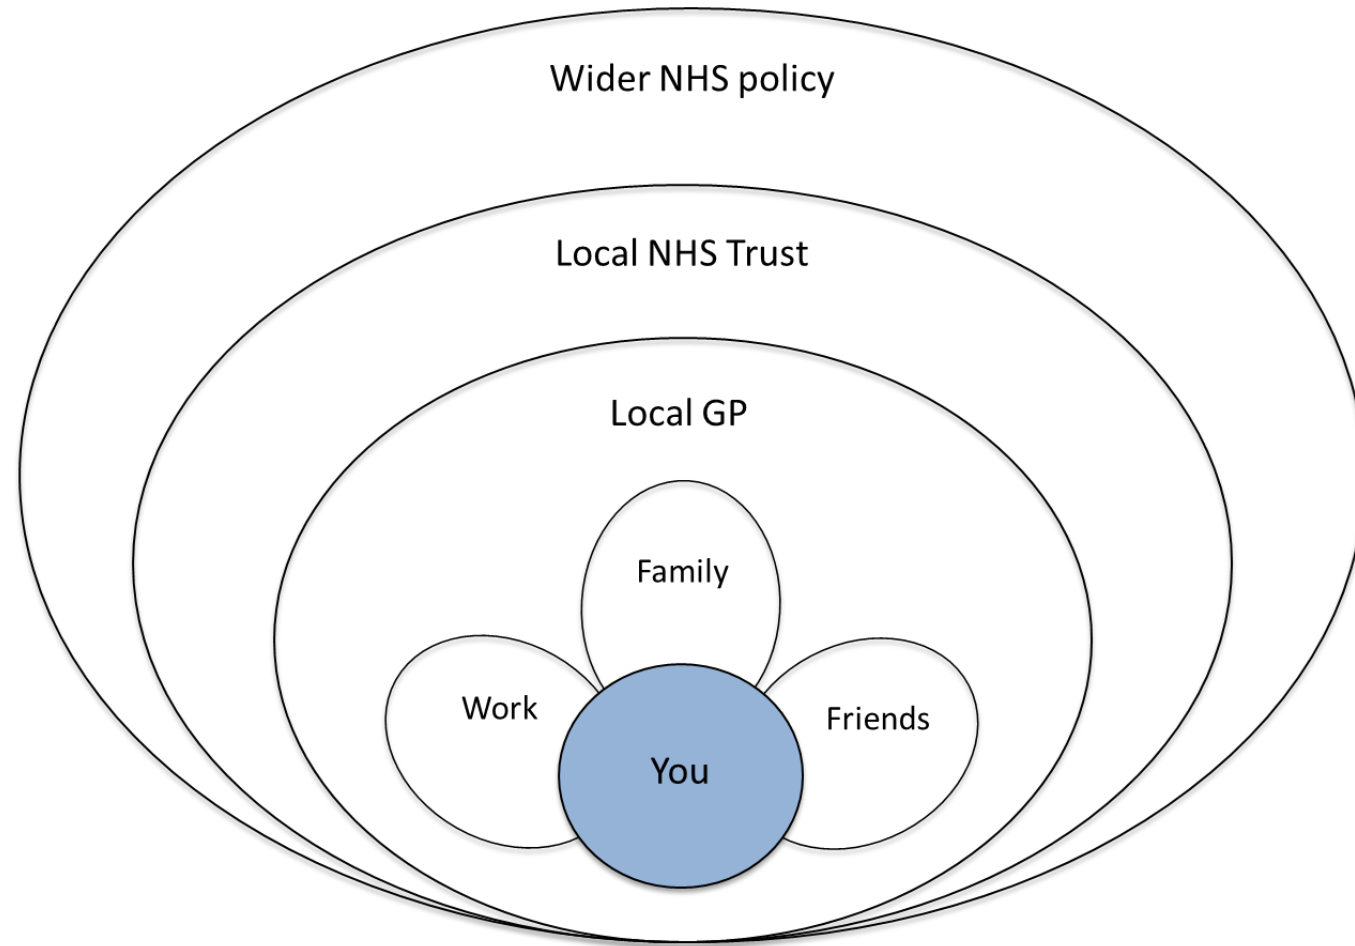 Wider NHS policy
Local NHS Trust
Local GP
Family
Work
Friends
You